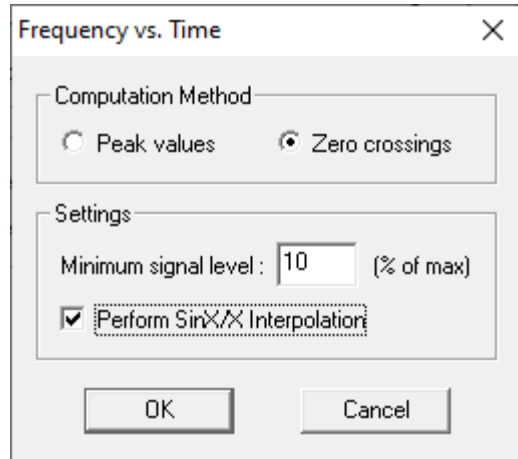 Frequency vs. Time
Computation Method
Peak values Zero crossings
Settings
Minimum signal level : 10 (% of max)
Perform SinX/X Interpolation
OK Cancel